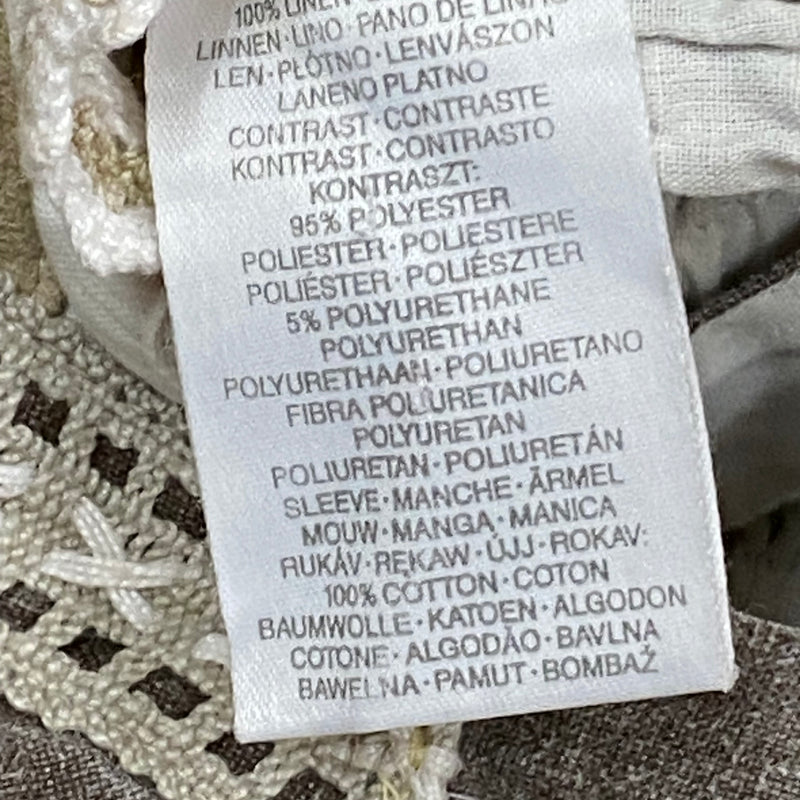 100% LINEN
LINNEN·LINO·PANO DE LINHO
LEN·PŁÓTNO·LENVÁSZON
LANENO PLATNO
CONTRAST·CONTRASTE
KONTRAST·CONTRASTO
KONTRASZT:
95% POLYESTER
POLIESTER·POLIESTERE
POLIÉSTER·POLIÉSZTER
5% POLYURETHANE
POLYURETHAN
POLYURETHAAN·POLIURETANO
FIBRA POLIURETANICA
POLYURETAN
POLIURETAN·POLIURETÁN
SLEEVE·MANCHE·ÄRMEL
MOUW·MANGA·MANICA
RUKÁV·RĘKAW·ÚJJ·ROKAV:
100% COTTON·COTON
BAUMWOLLE·KATOEN·ALGODON
COTONE·ALGODÃO·BAVLNA
BAWEŁNA·PAMUT·BOMBAŽ